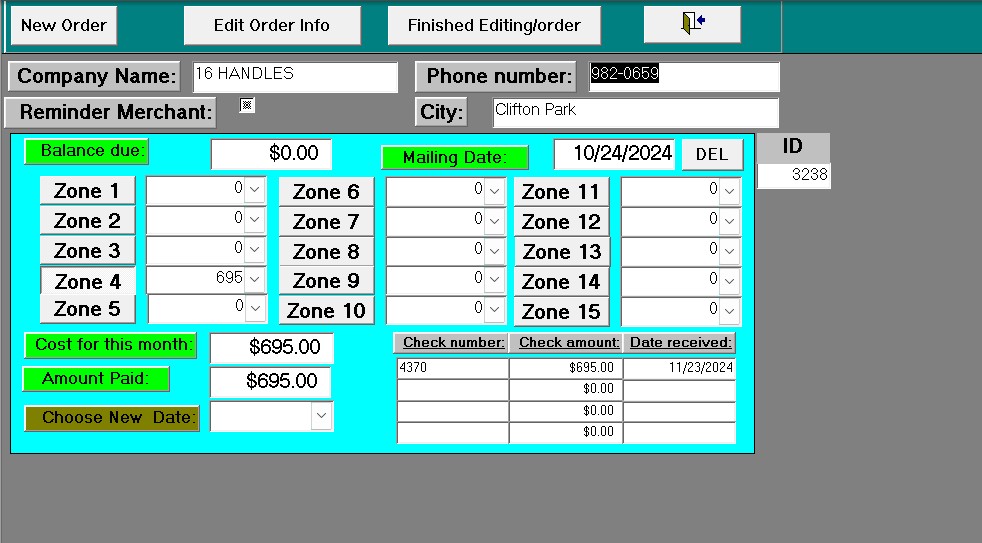 New Order Edit Order Info Finished Editing/order
Company Name: 16 HANDLES Phone number: 982-0659
Reminder Merchant: City: Clifton Park
Balance due: $0.00 Mailing Date: 10/24/2024 DEL ID
3238
Zone 1 0 Zone 6 0 Zone 11 0
Zone 2 0 Zone 7 0 Zone 12 0
Zone 3 0 Zone 8 0 Zone 13 0
Zone 4 695 Zone 9 0 Zone 14 0
Zone 5 0 Zone 10 0 Zone 15 0
Cost for this month: $695.00 Check number: Check amount: Date received:
4370 $695.00 11/23/2024
Amount Paid: $695.00 $0.00
Choose New Date: $0.00
$0.00